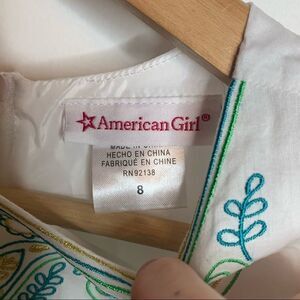 American Girl®
MADE IN CHINA
HECHO EN CHINA
FABRIQUÉ EN CHINE
RN92138
8